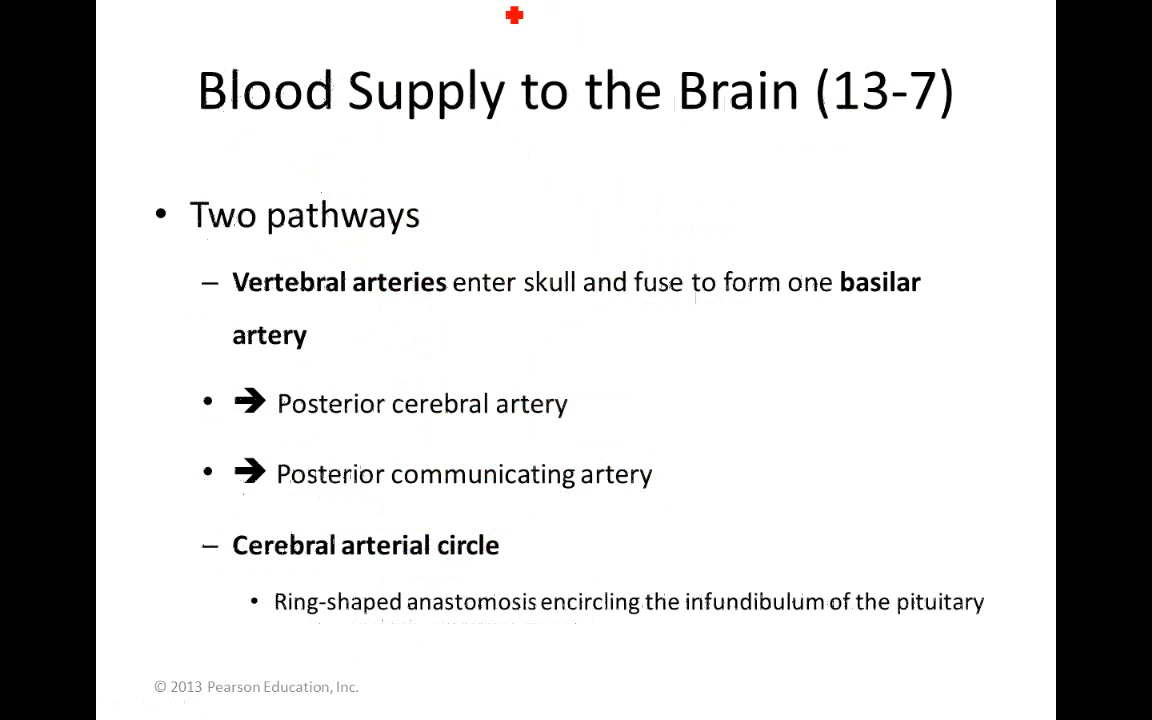 Blood Supply to the Brain (13-7)
• Two pathways
– Vertebral arteries enter skull and fuse to form one basilar
artery
• ➔ Posterior cerebral artery
• ➔ Posterior communicating artery
– Cerebral arterial circle
• Ring-shaped anastomosis encircling the infundibulum of the pituitary
© 2013 Pearson Education, Inc.